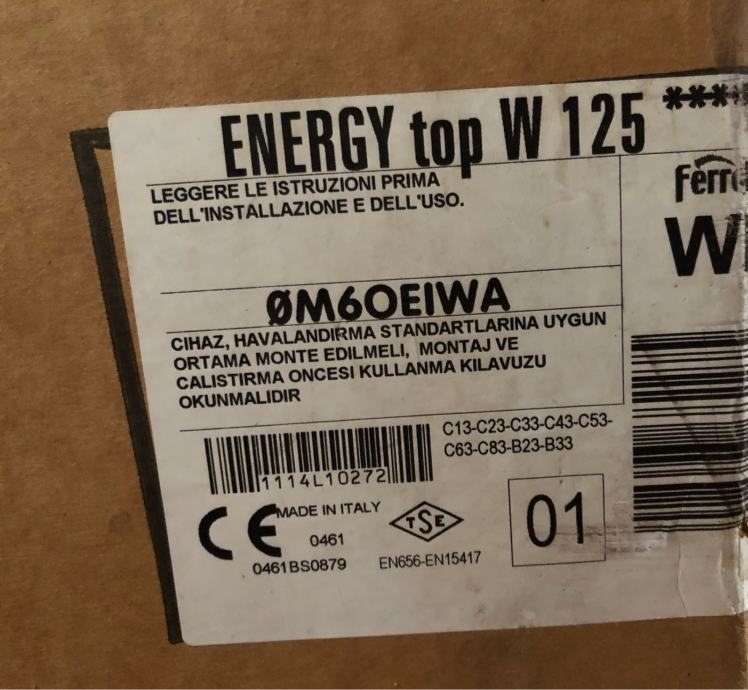 ENERGY top W 125 ****
LEGGERE LE ISTRUZIONI PRIMA
DELL'INSTALLAZIONE E DELL'USO.
ØM6OEIWA
CIHAZ, HAVALANDIRMA STANDARTLARINA UYGUN
ORTAMA MONTE EDILMELI, MONTAJ VE
CALISTIRMA ONCESI KULLANMA KILAVUZU
OKUNMALIDIR
C13-C23-C33-C43-C53-
C63-C83-B23-B33
1114L10272
CE
MADE IN ITALY
0461
0461BS0879
TSE
EN656-EN15417
01
W